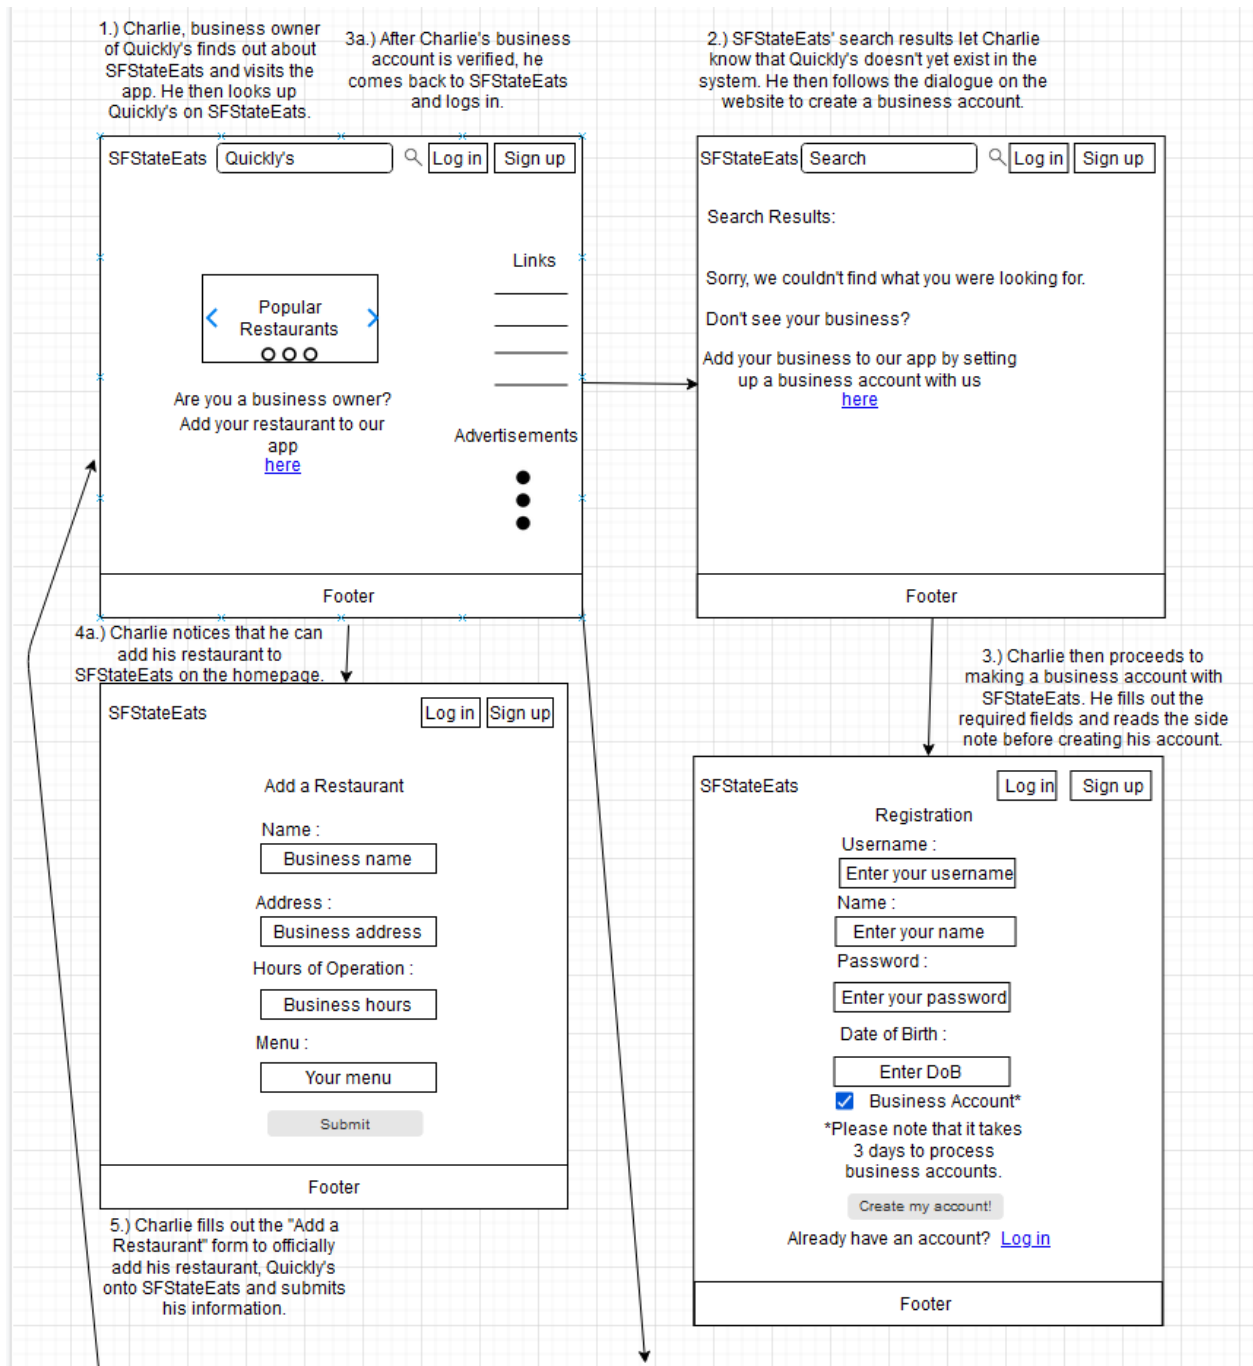 1.) Charlie, business owner
of Quickly's finds out about
SFStateEats and visits the
app. He then looks up
Quickly's on SFStateEats.
3a.) After Charlie's business
account is verified, he
comes back to SFStateEats
and logs in.
2.) SFStateEats' search results let Charlie
know that Quickly's doesn't yet exist in the
system. He then follows the dialogue on the
website to create a business account.
SFStateEats Quickly's Log in Sign up
Links
Popular
Restaurants
Are you a business owner?
Add your restaurant to our
app
here
Advertisements
Footer
SFStateEats Search Log in Sign up
Search Results:
Sorry, we couldn't find what you were looking for.
Don't see your business?
Add your business to our app by setting
up a business account with us
here
Footer
4a.) Charlie notices that he can
add his restaurant to
SFStateEats on the homepage.
SFStateEats Log in Sign up
Add a Restaurant
Name :
Business name
Address :
Business address
Hours of Operation :
Business hours
Menu :
Your menu
Submit
Footer
3.) Charlie then proceeds to
making a business account with
SFStateEats. He fills out the
required fields and reads the side
note before creating his account.
SFStateEats Log in Sign up
Registration
Username :
Enter your username
Name :
Enter your name
Password :
Enter your password
Date of Birth :
Enter DoB
Business Account*
*Please note that it takes
3 days to process
business accounts.
Create my account!
Already have an account? Log in
Footer
5.) Charlie fills out the "Add a
Restaurant" form to officially
add his restaurant, Quickly's
onto SFStateEats and submits
his information.